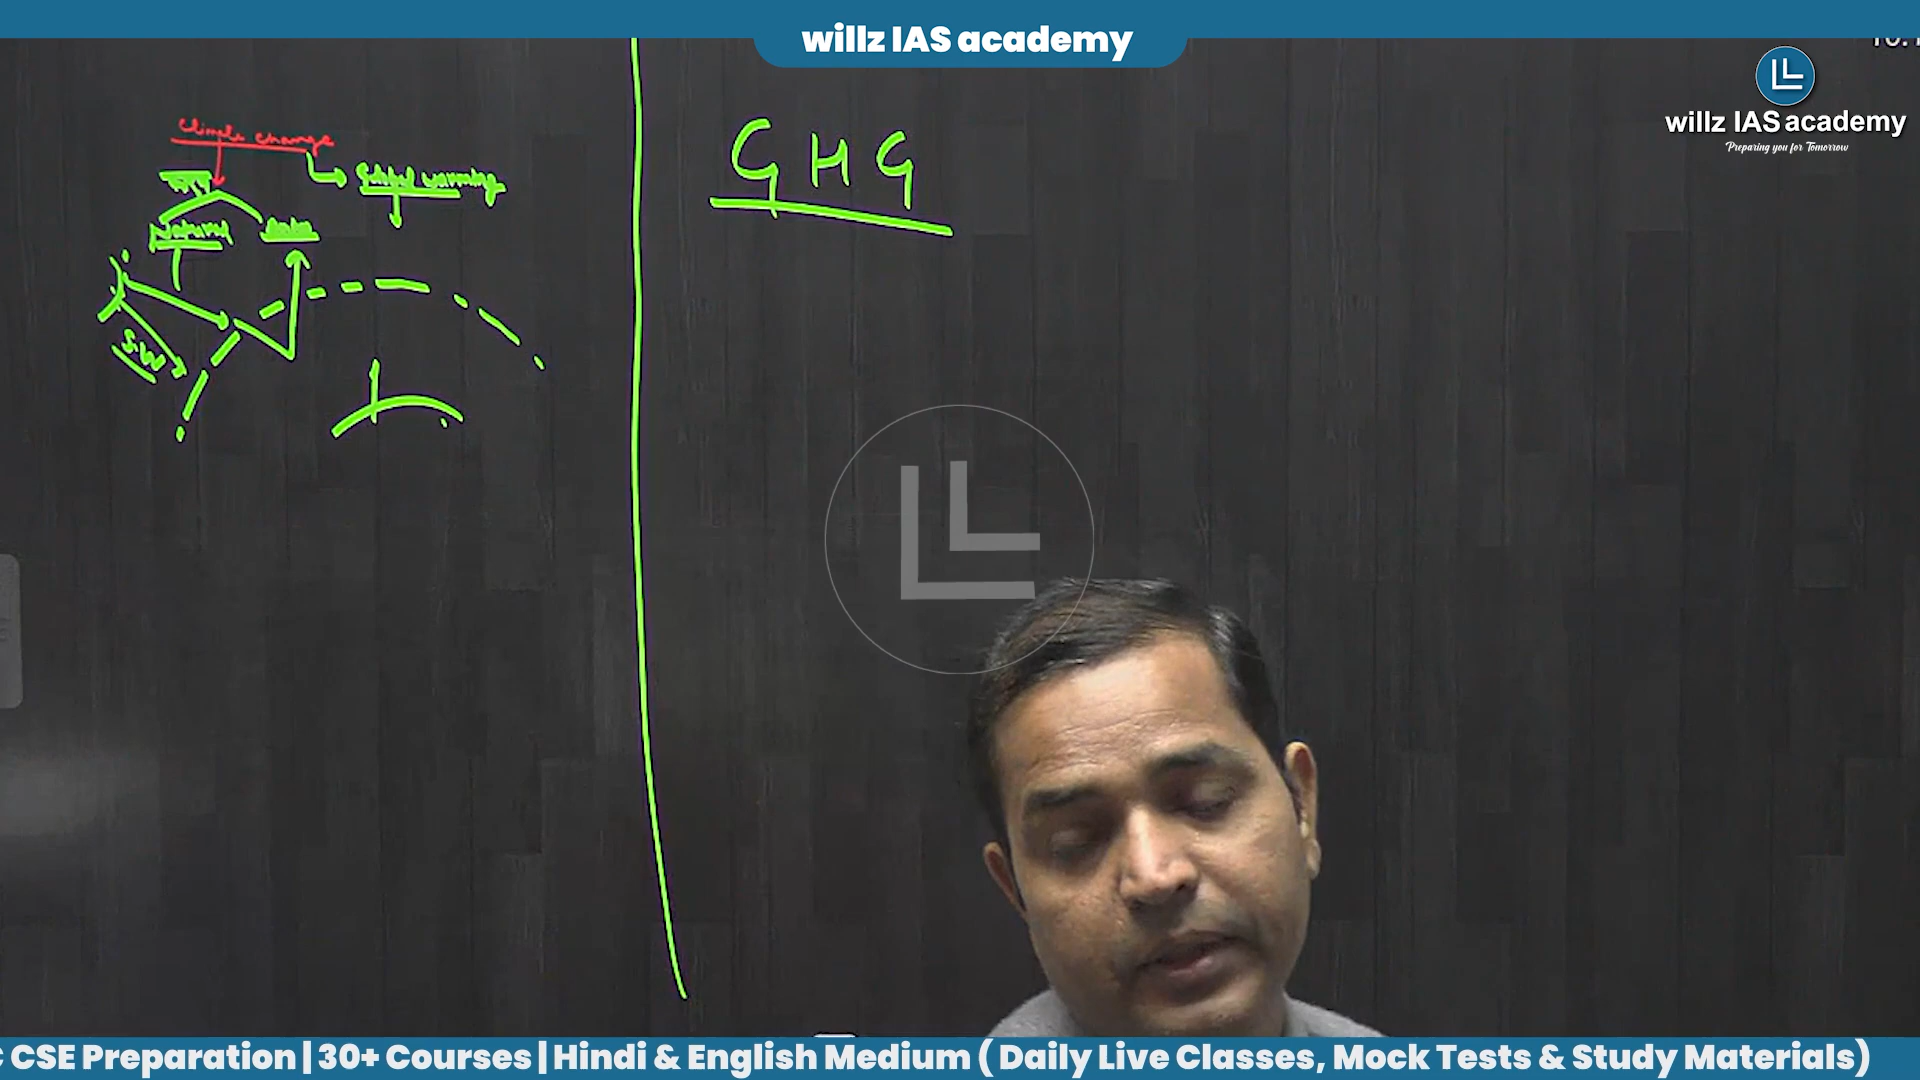 willz IAS academy
willz IAS academy
Preparing you for Tomorrow
Climate change
Global warming
Natural
GHG
CSE Preparation | 30+ Courses | Hindi & English Medium ( Daily Live Classes, Mock Tests & Study Materials)